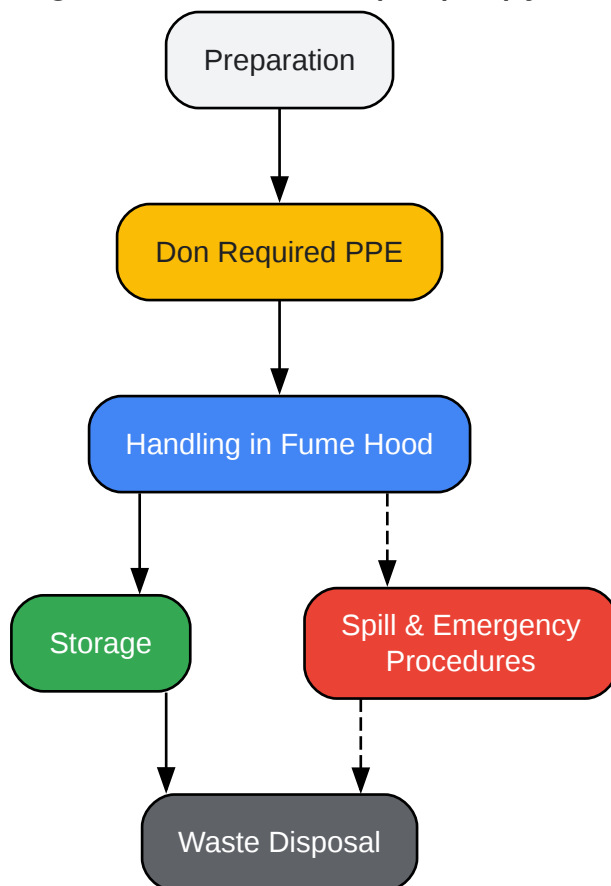 Preparation
Don Required PPE
Handling in Fume Hood
Storage
Spill & Emergency
Procedures
Waste Disposal